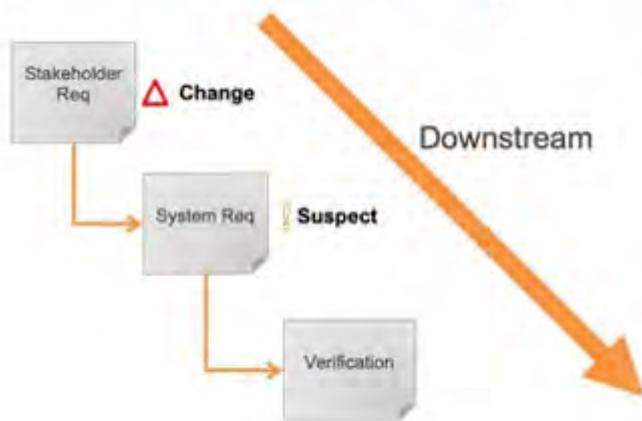 Stakeholder
Req
Change
Downstream
System Req
Suspect
Verification